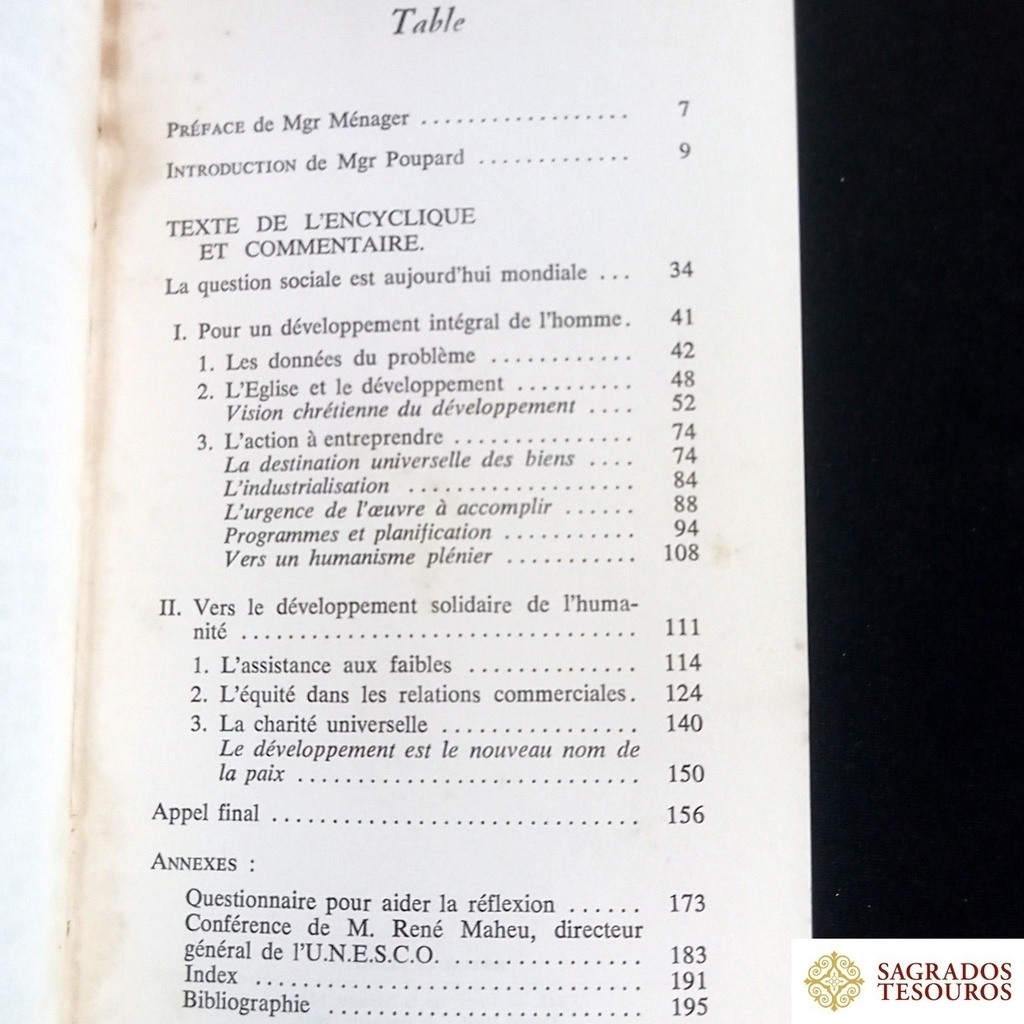 Table
PRÉFACE de Mgr Ménager .................. 7
INTRODUCTION de Mgr Poupard ............. 9
TEXTE DE L'ENCYCLIQUE
ET COMMENTAIRE.
La question sociale est aujourd'hui mondiale ... 34
I. Pour un développement intégral de l'homme. 41
1. Les données du problème ............ 42
2. L'Eglise et le développement .......... 48
Vision chrétienne du développement .... 52
3. L'action à entreprendre ............... 74
La destination universelle des biens .... 74
L'industrialisation ................... 84
L'urgence de l'œuvre à accomplir ...... 88
Programmes et planification ........... 94
Vers un humanisme plénier ........... 108
II. Vers le développement solidaire de l'huma-
nité ................................. 111
1. L'assistance aux faibles .............. 114
2. L'équité dans les relations commerciales. 124
3. La charité universelle ................ 140
Le développement est le nouveau nom de
la paix ............................. 150
Appel final ............................... 156
ANNEXES :
Questionnaire pour aider la réflexion ...... 173
Conférence de M. René Maheu, directeur
général de l'U.N.E.S.C.O. ................ 183
Index ................................. 191
Bibliographie .......................... 195
SAGRADOS
TESOUROS